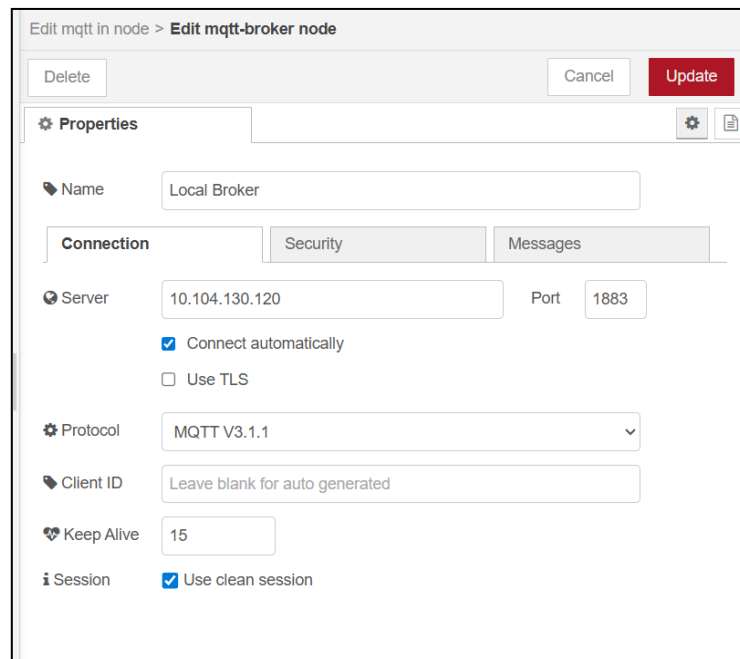 Edit mqtt in node > Edit mqtt-broker node
Delete Cancel Update
Properties
Name Local Broker
Connection Security Messages
Server 10.104.130.120 Port 1883
Connect automatically
Use TLS
Protocol MQTT V3.1.1
Client ID Leave blank for auto generated
Keep Alive 15
Session Use clean session